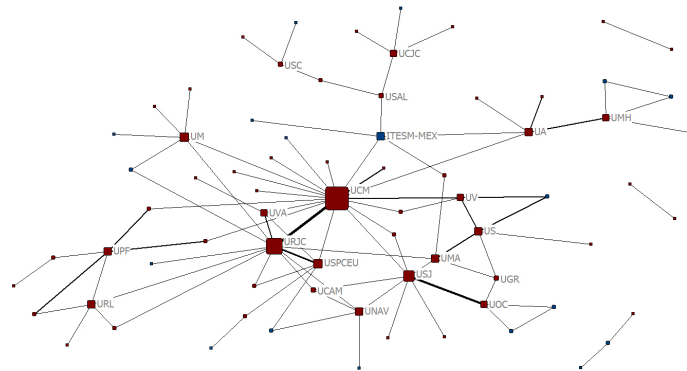 UCJC
USC
USAL
UMH
UM
ITESM-MEX
UA
UCM
UV
UVA
US
URJC
UPF
USPCEU
UMA
USJ
UGR
UCAM
URL
UNAV
UOC